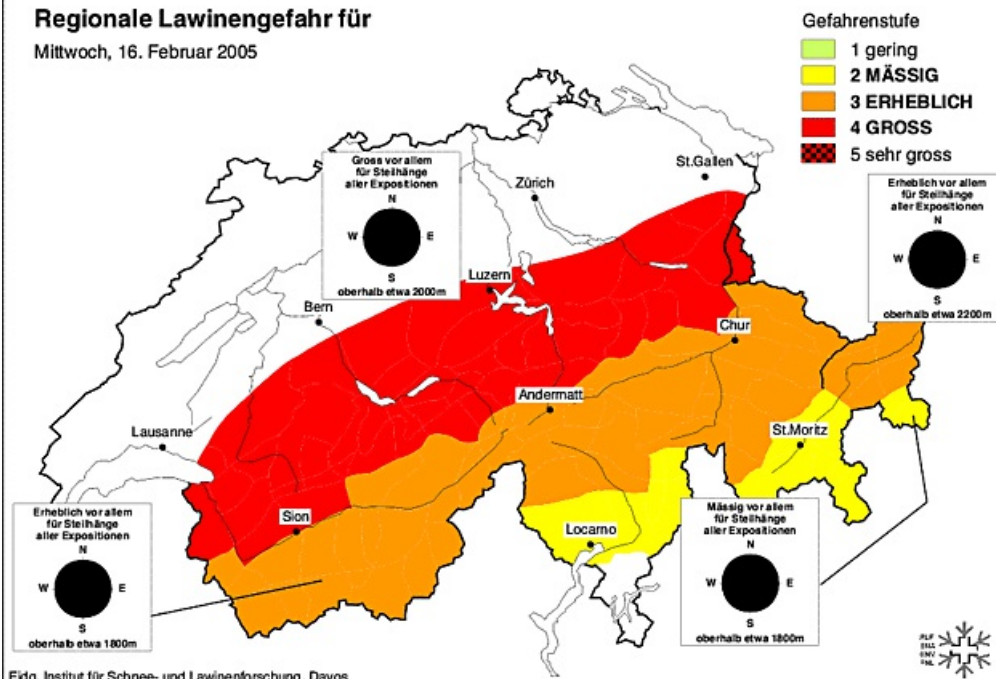 Regionale Lawinengefahr für
Mittwoch, 16. Februar 2005
Gefahrenstufe
1 gering
2 MÄSSIG
3 ERHEBLICH
4 GROSS
5 sehr gross
Gross vor allem
für Steilhänge
aller Expositionen
N
W E
S
oberhalb etwa 2000m
Erheblich vor allem
für Steilhänge
aller Expositionen
N
W E
S
oberhalb etwa 2200m
St.Gallen
Zürich
Luzern
Bern
Chur
Andermatt
St.Moritz
Lausanne
Sion
Locarno
Erheblich vor allem
für Steilhänge
aller Expositionen
N
W E
S
oberhalb etwa 1800m
Mässig vor allem
für Steilhänge
aller Expositionen
N
W E
S
oberhalb etwa 1800m
Eidg. Institut für Schnee- und Lawinenforschung, Davos